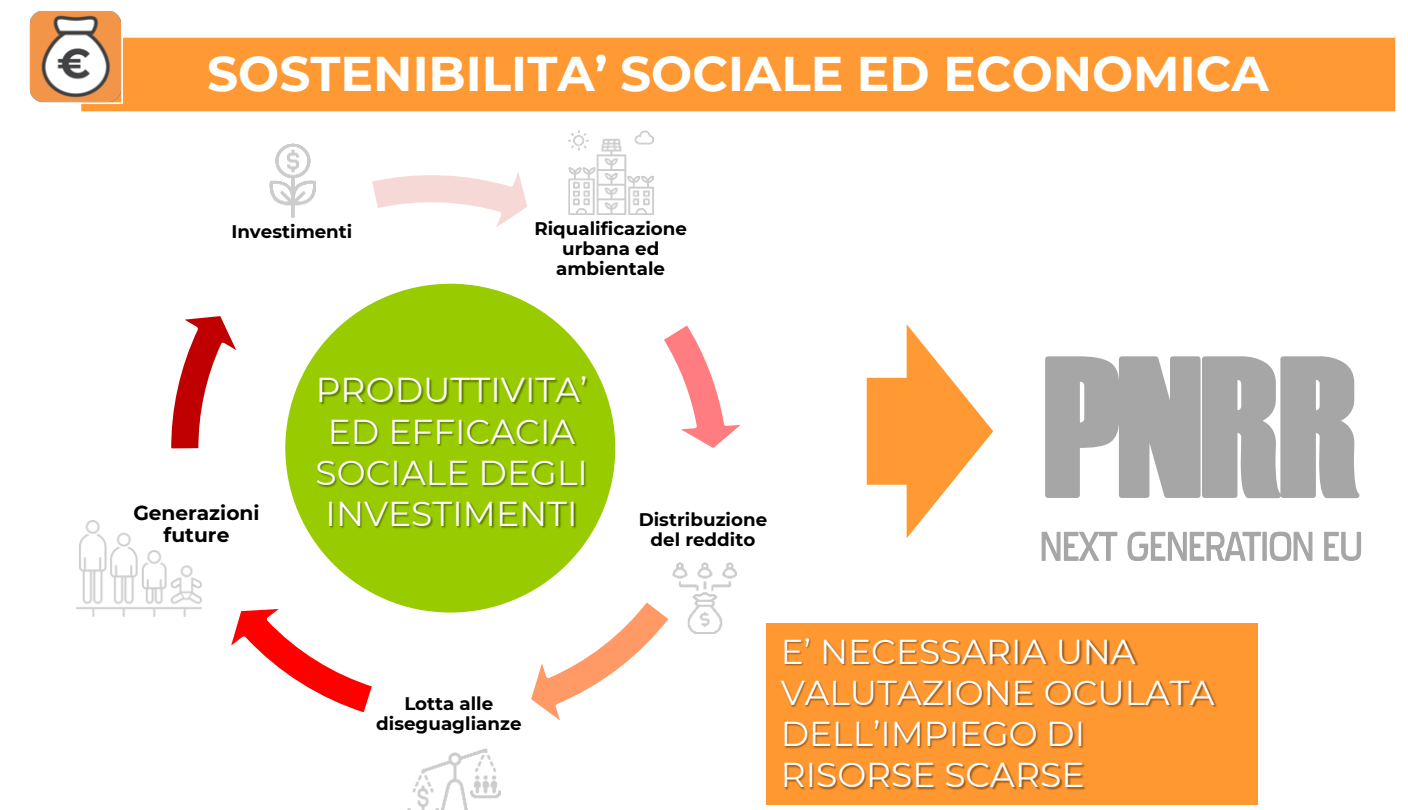 €
SOSTENIBILITA’ SOCIALE ED ECONOMICA
$
Investimenti
Riqualificazione
urbana ed
ambientale
PRODUTTIVITA’
ED EFFICACIA
SOCIALE DEGLI
INVESTIMENTI
Generazioni
future
Distribuzione
del reddito
$
Lotta alle
diseguaglianze
$
PNRR
NEXT GENERATION EU
E’ NECESSARIA UNA
VALUTAZIONE OCULATA
DELL’IMPIEGO DI
RISORSE SCARSE